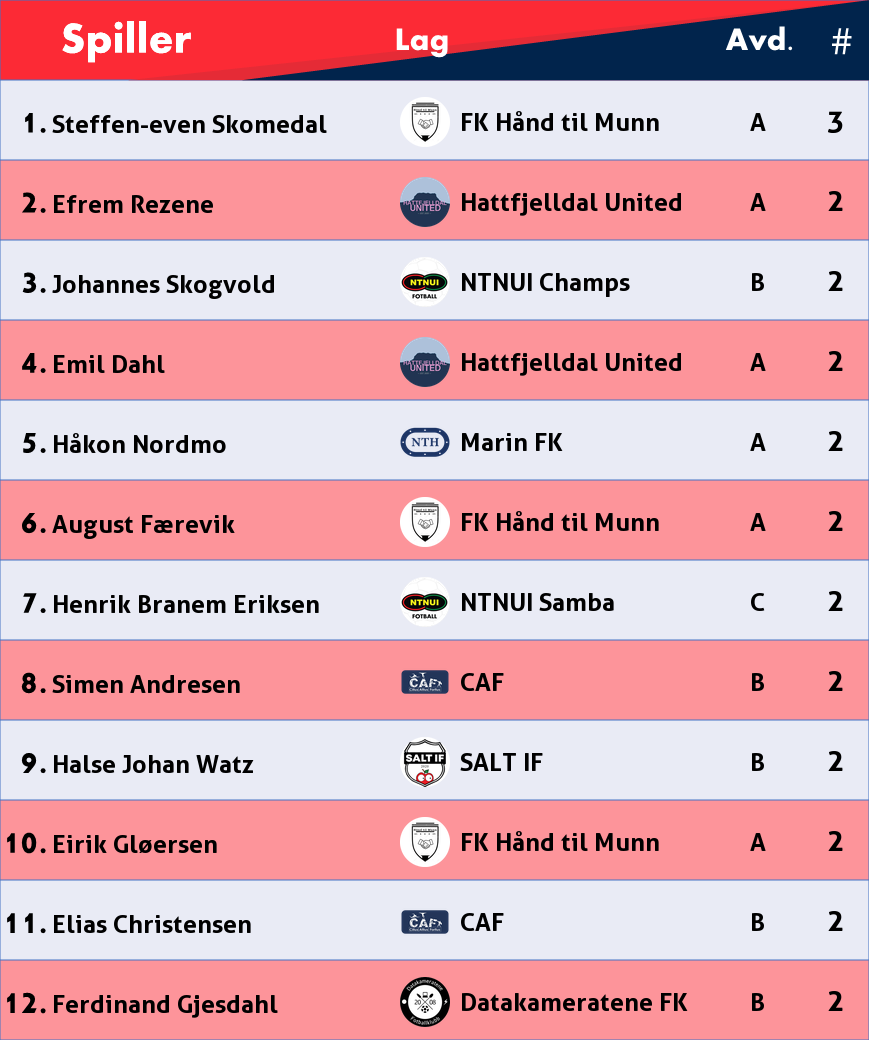 Spiller Lag Avd. #
1. Steffen-even Skomedal FK Hånd til Munn A 3
2. Efrem Rezene HATTFJELLDAL UNITED Hattfjelldal United A 2
3. Johannes Skogvold NTNUI FOTBALL NTNUI Champs B 2
4. Emil Dahl HATTFJELLDAL UNITED Hattfjelldal United A 2
5. Håkon Nordmo NTH Marin FK A 2
6. August Færevik FK Hånd til Munn A 2
7. Henrik Branem Eriksen NTNUI FOTBALL NTNUI Samba C 2
8. Simen Andresen CAF CAF B 2
9. Halse Johan Watz SALT IF SALT IF B 2
10. Eirik Gløersen FK Hånd til Munn A 2
11. Elias Christensen CAF CAF B 2
12. Ferdinand Gjesdahl Datakameratene 2008 Fotballklubb Datakameratene FK B 2